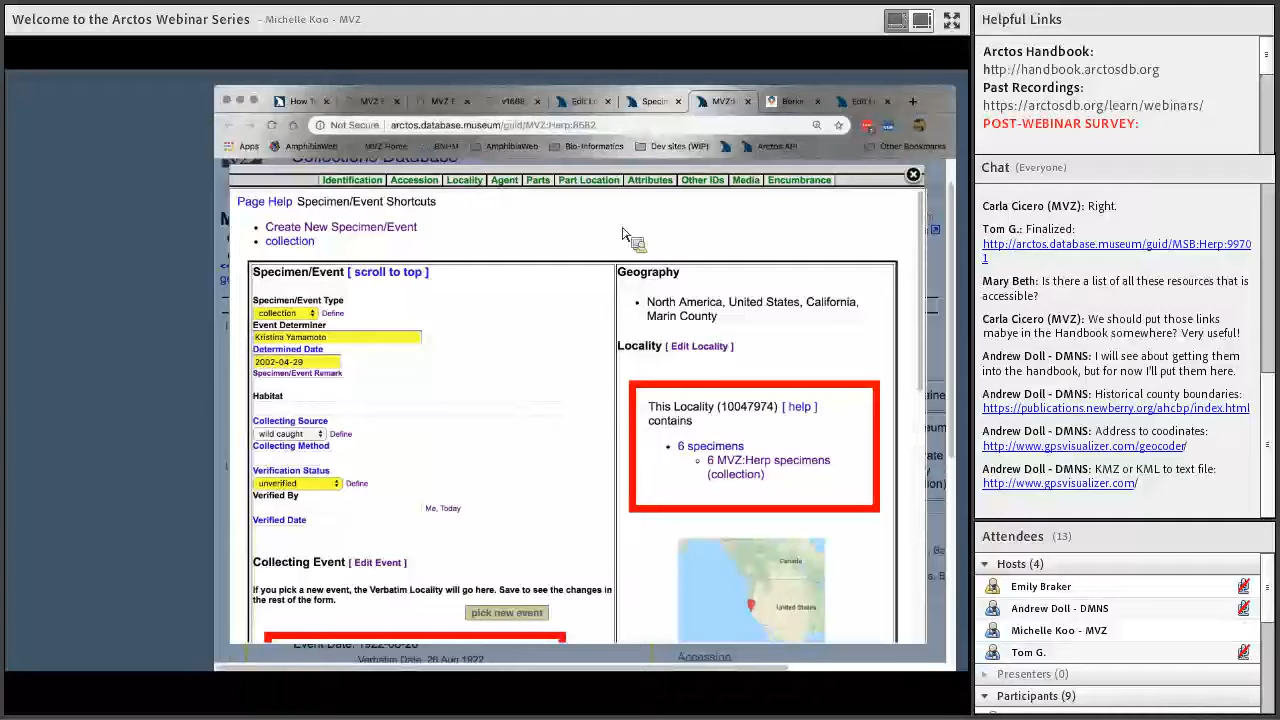 Welcome to the Arctos Webinar Series - Michelle Koo - MVZ
How T
MVZ E
MVZ E
v1668
Edit L
Specim
MVZ:H
Berke
Edit L
Not Secure arctos.database.museum/guid/MVZ:Herp:8582
Apps AmphibiaWeb MVZ Home BNHM AmphibiaWeb Bio-Informatics Dev sites (WIP) Arctos API Other Bookmarks
Collections Database
Identification Accession Locality Agent Parts Part Location Attributes Other IDs Media Encumbrance
Page Help Specimen/Event Shortcuts
• Create New Specimen/Event
• collection
Specimen/Event [ scroll to top ]
Specimen/Event Type
collection Define
Event Determiner
Kristina Yamamoto
Determined Date
2002-04-29
Specimen/Event Remark
Habitat
Collecting Source
wild caught Define
Collecting Method
Verification Status
unverified Define
Verified By
Me, Today
Verified Date
Collecting Event [ Edit Event ]
If you pick a new event, the Verbatim Locality will go here. Save to see the changes in
the rest of the form.
pick new event
Verbatim Date: 26 Aug 1922
Geography
• North America, United States, California,
Marin County
Locality [ Edit Locality ]
This Locality (10047974) [ help ]
contains
• 6 specimens
◦ 6 MVZ:Herp specimens
(collection)
Canada
United States
Accession
Helpful Links
Arctos Handbook:
http://handbook.arctosdb.org
Past Recordings:
https://arctosdb.org/learn/webinars/
POST-WEBINAR SURVEY:
Chat (Everyone)
Carla Cicero (MVZ): Right.
Tom G.: Finalized:
http://arctos.database.museum/guid/MSB:Herp:9970
1
Mary Beth: Is there a list of all these resources that is
accessible?
Carla Cicero (MVZ): We should put those links
mabye in the Handbook somewhere? Very useful!
Andrew Doll - DMNS: I will see about getting them
into the handbook, but for now I'll put them here.
Andrew Doll - DMNS: Historical county boundaries:
https://publications.newberry.org/ahcbp/index.html
Andrew Doll - DMNS: Address to coodinates:
http://www.gpsvisualizer.com/geocoder/
Andrew Doll - DMNS: KMZ or KML to text file:
http://www.gpsvisualizer.com/
Attendees (13)
Hosts (4)
Emily Braker
Andrew Doll - DMNS
Michelle Koo - MVZ
Tom G.
Presenters (0)
Participants (9)